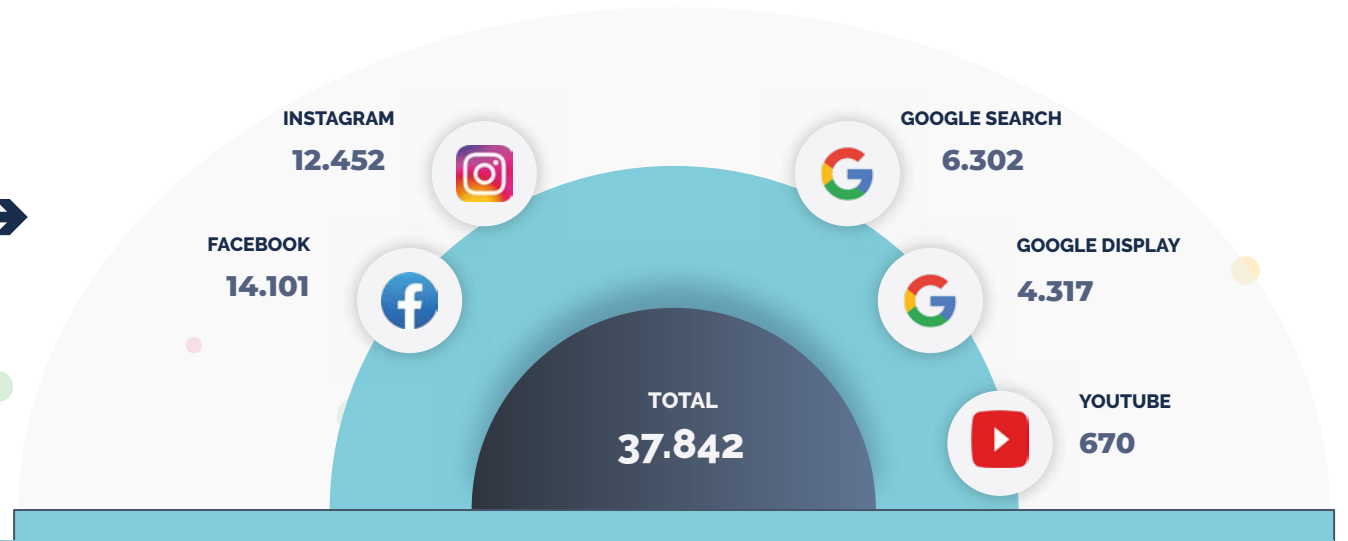 INSTAGRAM
12.452
GOOGLE SEARCH
6.302
FACEBOOK
14.101
GOOGLE DISPLAY
4.317
TOTAL
37.842
YOUTUBE
670